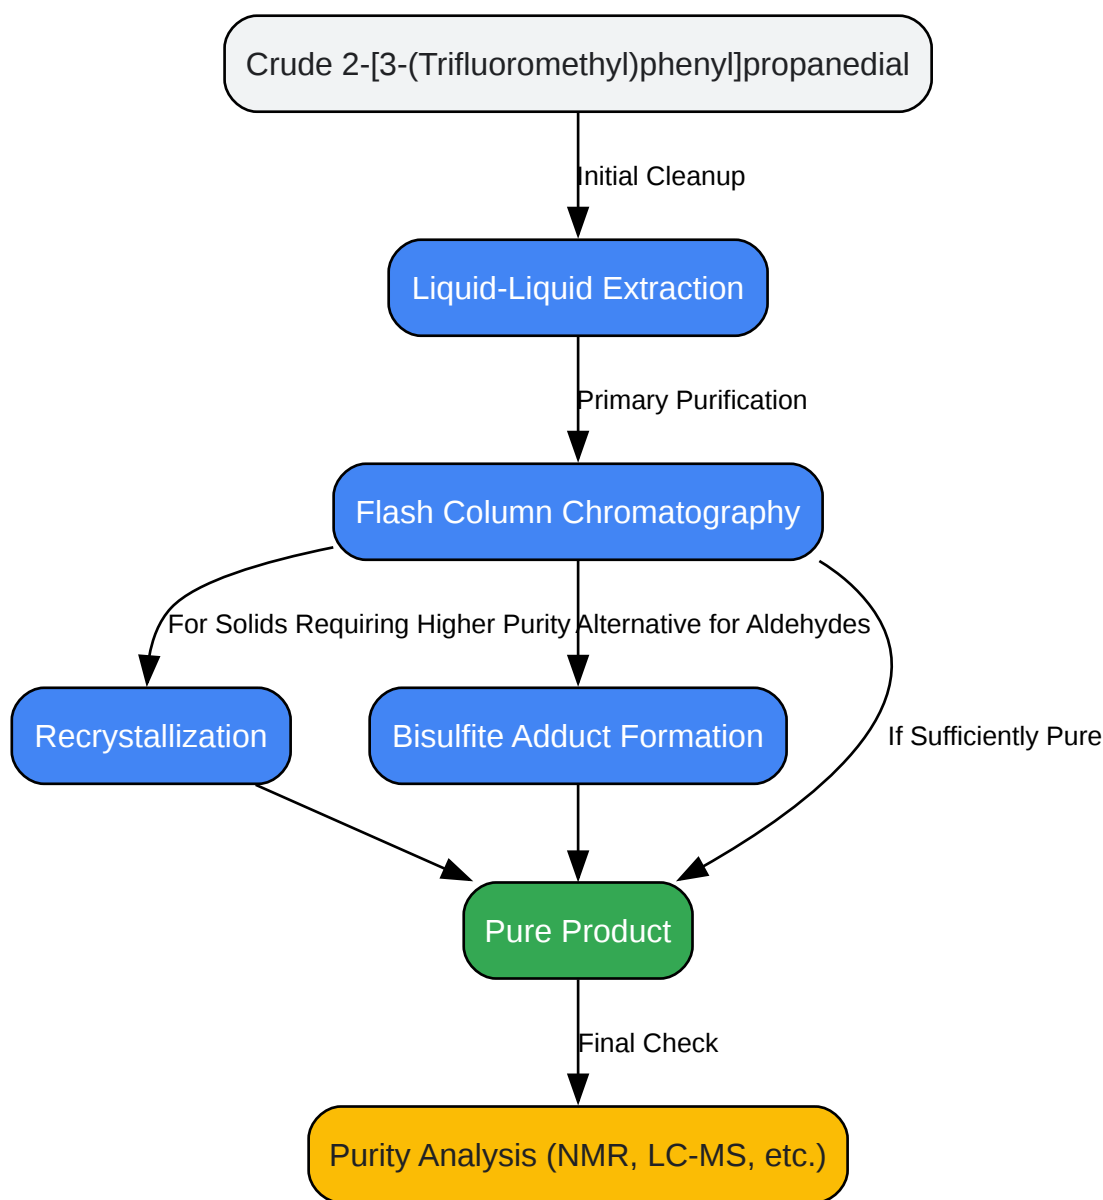 Crude 2-[3-(Trifluoromethyl)phenyl]propanedial
Initial Cleanup
Liquid-Liquid Extraction
Primary Purification
Flash Column Chromatography
For Solids Requiring Higher Purity
Alternative for Aldehydes
Recrystallization
Bisulfite Adduct Formation
If Sufficiently Pure
Pure Product
Final Check
Purity Analysis (NMR, LC-MS, etc.)